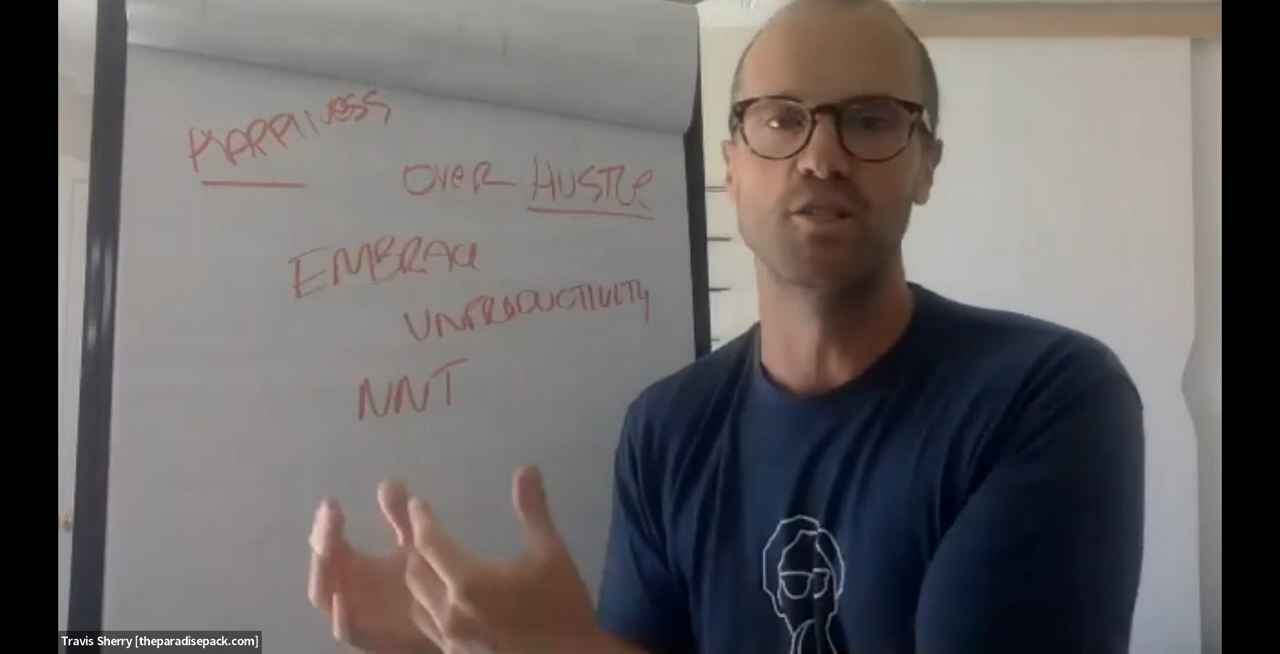 HAPPINESS
OVER HUSTLE
EMBRACE
UNPRODUCTIVITY
NNT
Travis Sherry [theparadisepack.com]